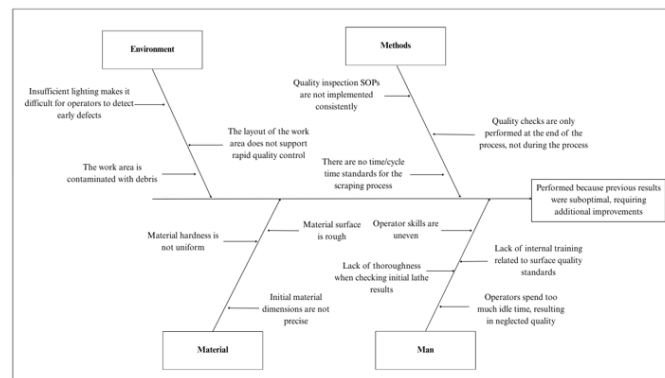 Environment
Methods
Insufficient lighting makes it
difficult for operators to detect
early defects
The layout of the work
area does not support
rapid quality control
The work area is
contaminated with debris
Quality inspection SOPs
are not implemented
consistently
Quality checks are only
performed at the end of the
process, not during the process
There are no time/cycle
time standards for the
scraping process
Performed because previous results
were suboptimal, requiring
additional improvements
Material hardness is
not uniform
Material surface
is rough
Initial material
dimensions are not
precise
Operator skills are
uneven
Lack of thoroughness
when checking initial lathe
results
Lack of internal training
related to surface quality
standards
Operators spend too
much idle time, resulting
in neglected quality
Material
Man